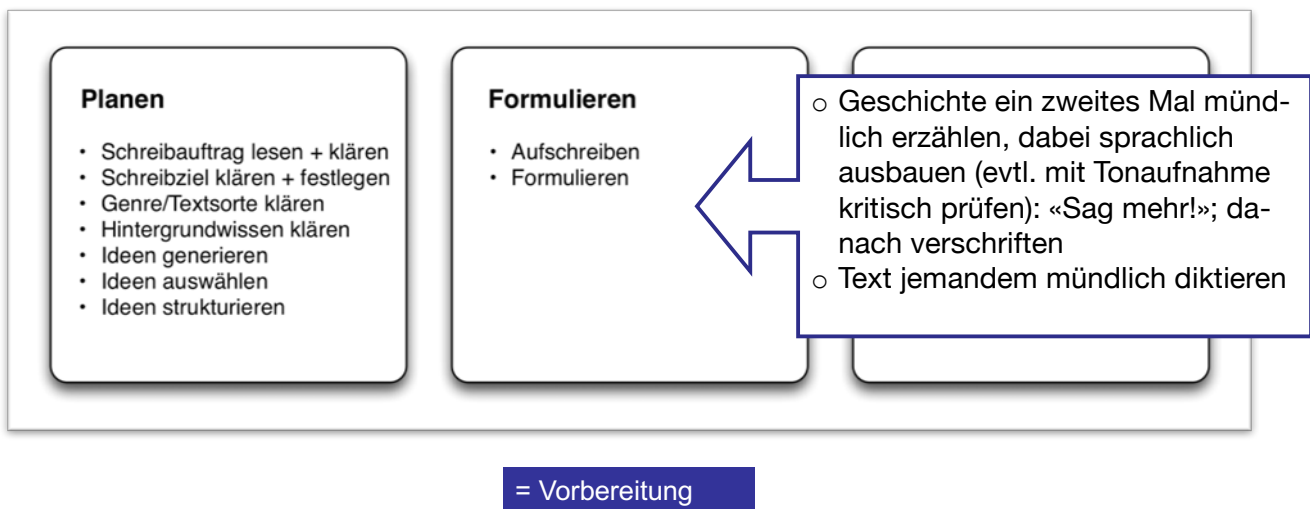 Planen
• Schreibauftrag lesen + klären
• Schreibziel klären + festlegen
• Genre/Textsorte klären
• Hintergrundwissen klären
• Ideen generieren
• Ideen auswählen
• Ideen strukturieren
Formulieren
• Aufschreiben
• Formulieren
○ Geschichte ein zweites Mal münd-
lich erzählen, dabei sprachlich
ausbauen (evtl. mit Tonaufnahme
kritisch prüfen): «Sag mehr!»; da-
nach verschriften
○ Text jemandem mündlich diktieren
= Vorbereitung